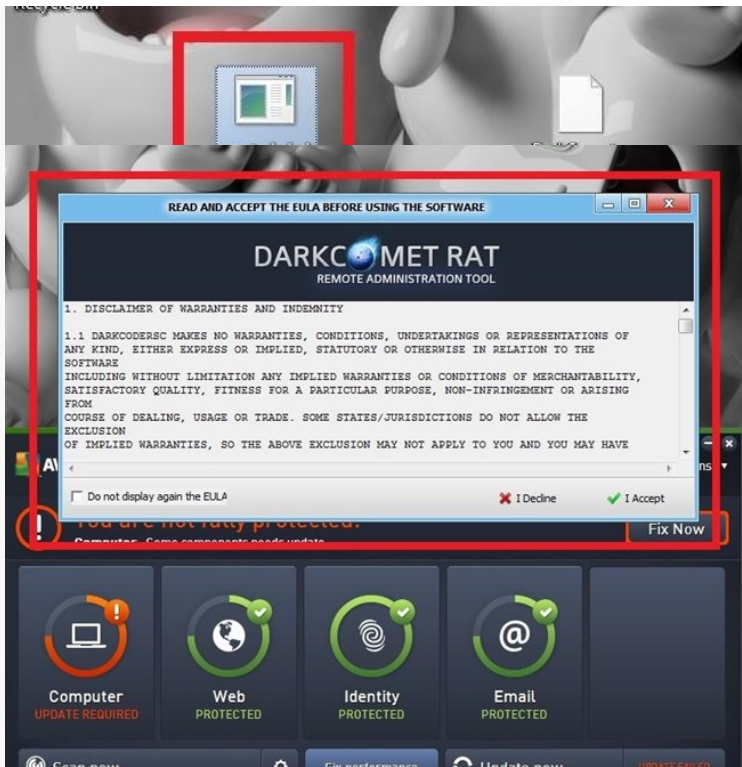 Recycle Bin
READ AND ACCEPT THE EULA BEFORE USING THE SOFTWARE
DARKCOMET RAT
REMOTE ADMINISTRATION TOOL
1. DISCLAIMER OF WARRANTIES AND INDEMNITY
1.1 DARKCODERSC MAKES NO WARRANTIES, CONDITIONS, UNDERTAKINGS OR REPRESENTATIONS OF
ANY KIND, EITHER EXPRESS OR IMPLIED, STATUTORY OR OTHERWISE IN RELATION TO THE
SOFTWARE
INCLUDING WITHOUT LIMITATION ANY IMPLIED WARRANTIES OR CONDITIONS OF MERCHANTABILITY,
SATISFACTORY QUALITY, FITNESS FOR A PARTICULAR PURPOSE, NON-INFRINGEMENT OR ARISING
FROM
COURSE OF DEALING, USAGE OR TRADE. SOME STATES/JURISDICTIONS DO NOT ALLOW THE
EXCLUSION
OF IMPLIED WARRANTIES, SO THE ABOVE EXCLUSION MAY NOT APPLY TO YOU AND YOU MAY HAVE
Do not display again the EULA
I Decline
I Accept
You are not fully protected.
Computer Some components needs update
Fix Now
Computer
UPDATE REQUIRED
Web
PROTECTED
Identity
PROTECTED
Email
PROTECTED
Scan now
Fix performance
Update now
UPDATE FAILED